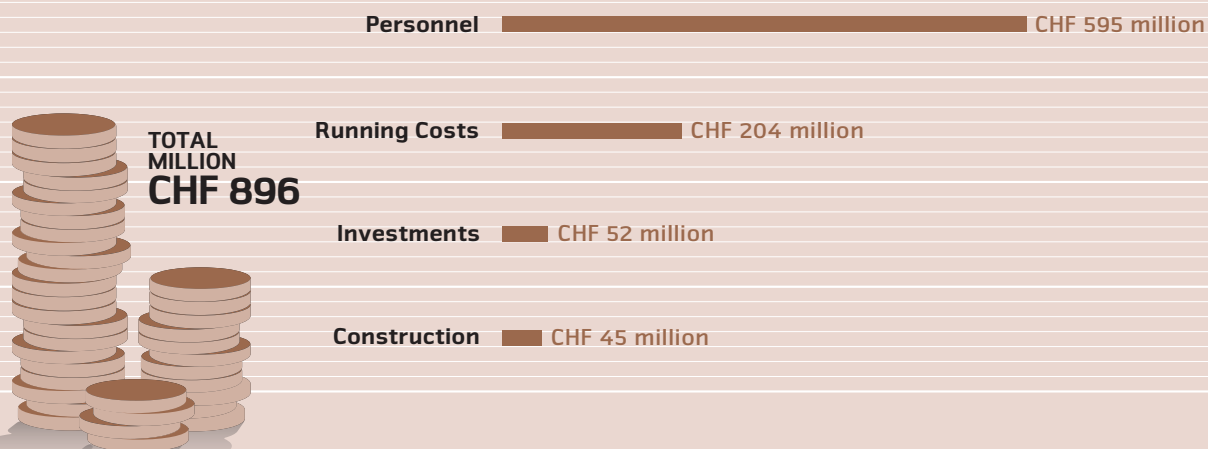 Personnel CHF 595 million
TOTAL
MILLION
CHF 896
Running Costs CHF 204 million
Investments CHF 52 million
Construction CHF 45 million